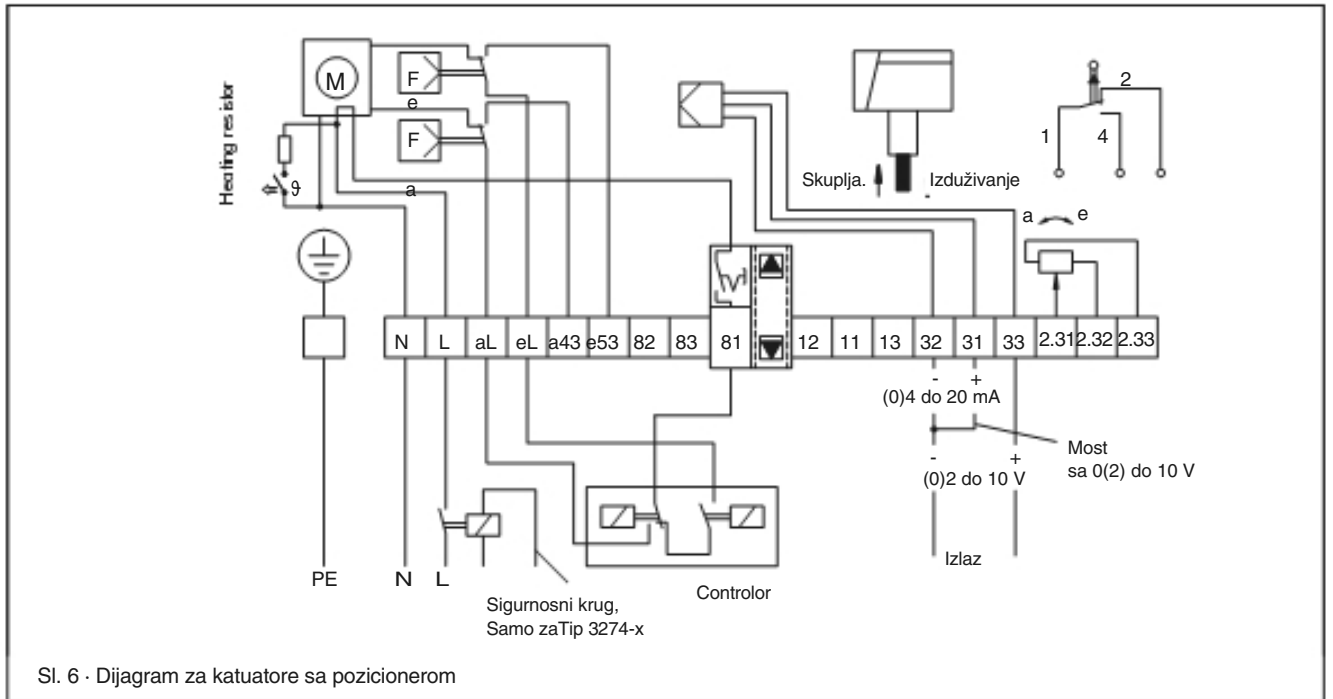 Heating resistor
M
F
e
F
a
ϑ
Skuplja.
Izduživanje
-
1
2
4
a e
N L aL eL a43 e53 82 83 81 12 11 13 32 31 33 2.31 2.32 2.33
- +
(0)4 do 20 mA
Most
sa 0(2) do 10 V
- +
(0)2 do 10 V
Izlaz
PE N L
Controlor
Sigurnosni krug,
Samo zaTip 3274-x
Sl. 6 · Dijagram za katuatore sa pozicionerom